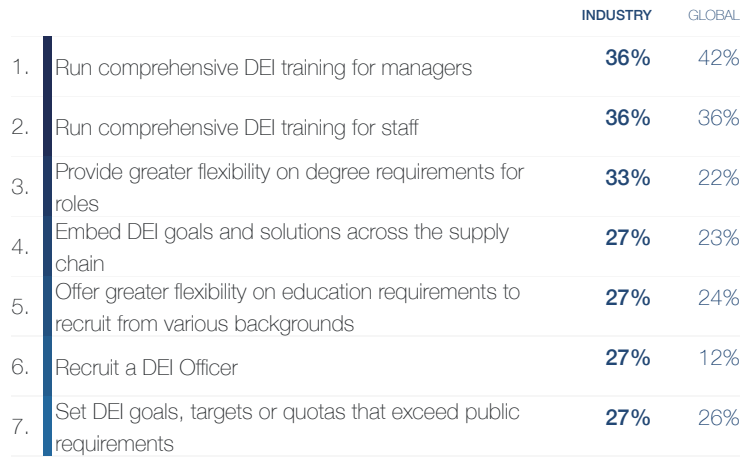 INDUSTRY GLOBAL
1. Run comprehensive DEI training for managers 36% 42%
2. Run comprehensive DEI training for staff 36% 36%
3. Provide greater flexibility on degree requirements for
roles 33% 22%
4. Embed DEI goals and solutions across the supply
chain 27% 23%
5. Offer greater flexibility on education requirements to
recruit from various backgrounds 27% 24%
6. Recruit a DEI Officer 27% 12%
7. Set DEI goals, targets or quotas that exceed public
requirements 27% 26%